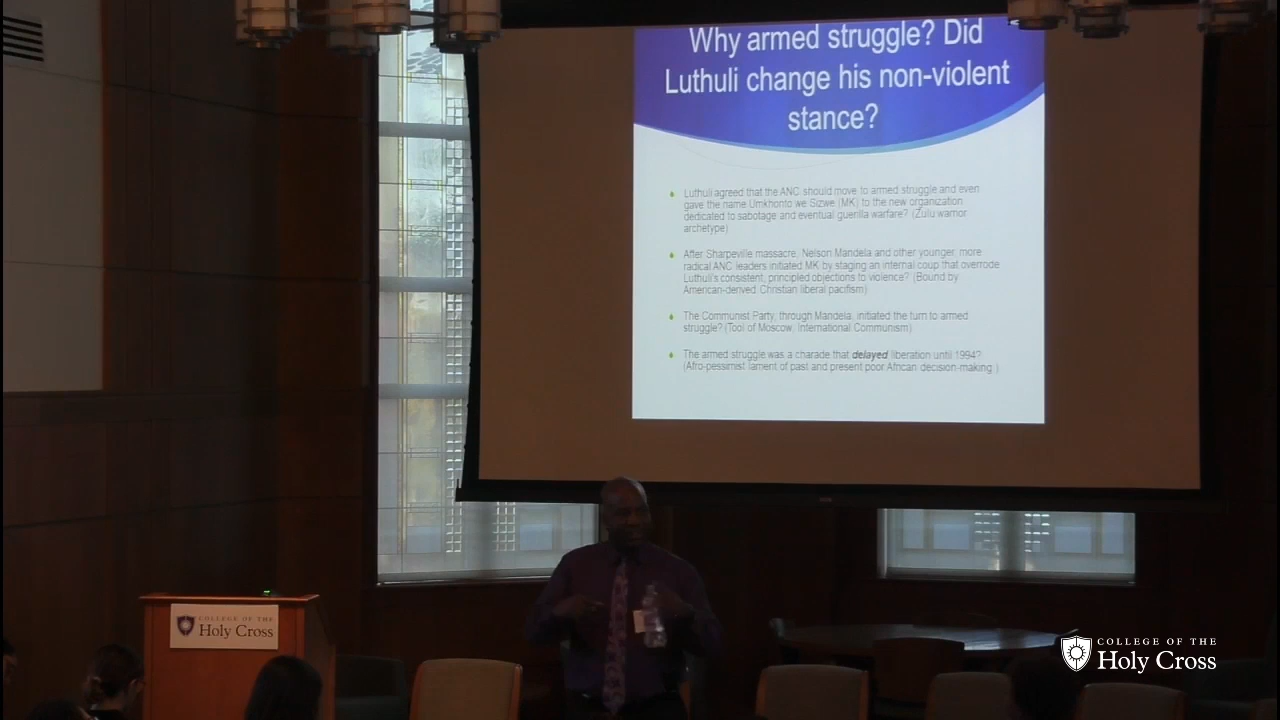 Why armed struggle? Did
Luthuli change his non-violent
stance?
Luthuli agreed that the ANC should move to armed struggle and even
gave the name Umkhonto we Sizwe (MK) to the new organization
dedicated to sabotage and eventual guerilla warfare? (Zulu warrior
archetype)
After Sharpeville massacre, Nelson Mandela and other younger, more
radical ANC leaders initiated MK by staging an internal coup that overrode
Luthuli's consistent, principled objections to violence? (Bound by
American-derived Christian liberal pacifism)
The Communist Party, through Mandela, initiated the turn to armed
struggle? (Tool of Moscow, International Communism)
The armed struggle was a charade that delayed liberation until 1994?
(Afro-pessimist lament of past and present poor African decision-making.)
COLLEGE OF THE
Holy Cross
COLLEGE OF THE
Holy Cross